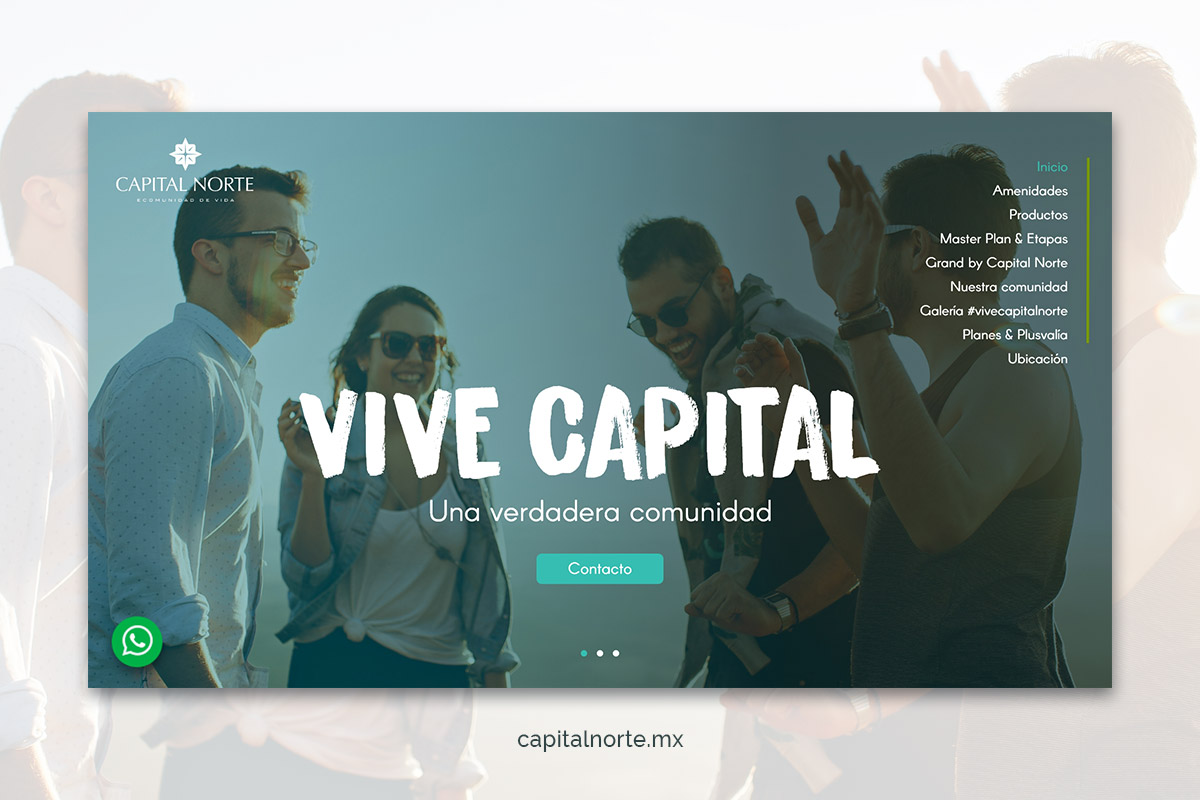 CAPITAL NORTE
ECOMUNIDAD DE VIDA
Inicio
Amenidades
Productos
Master Plan & Etapas
Grand by Capital Norte
Nuestra comunidad
Galería #vivecapitalnorte
Planes & Plusvalía
Ubicación
VIVE CAPITAL
Una verdadera comunidad
Contacto
capitalnorte.mx